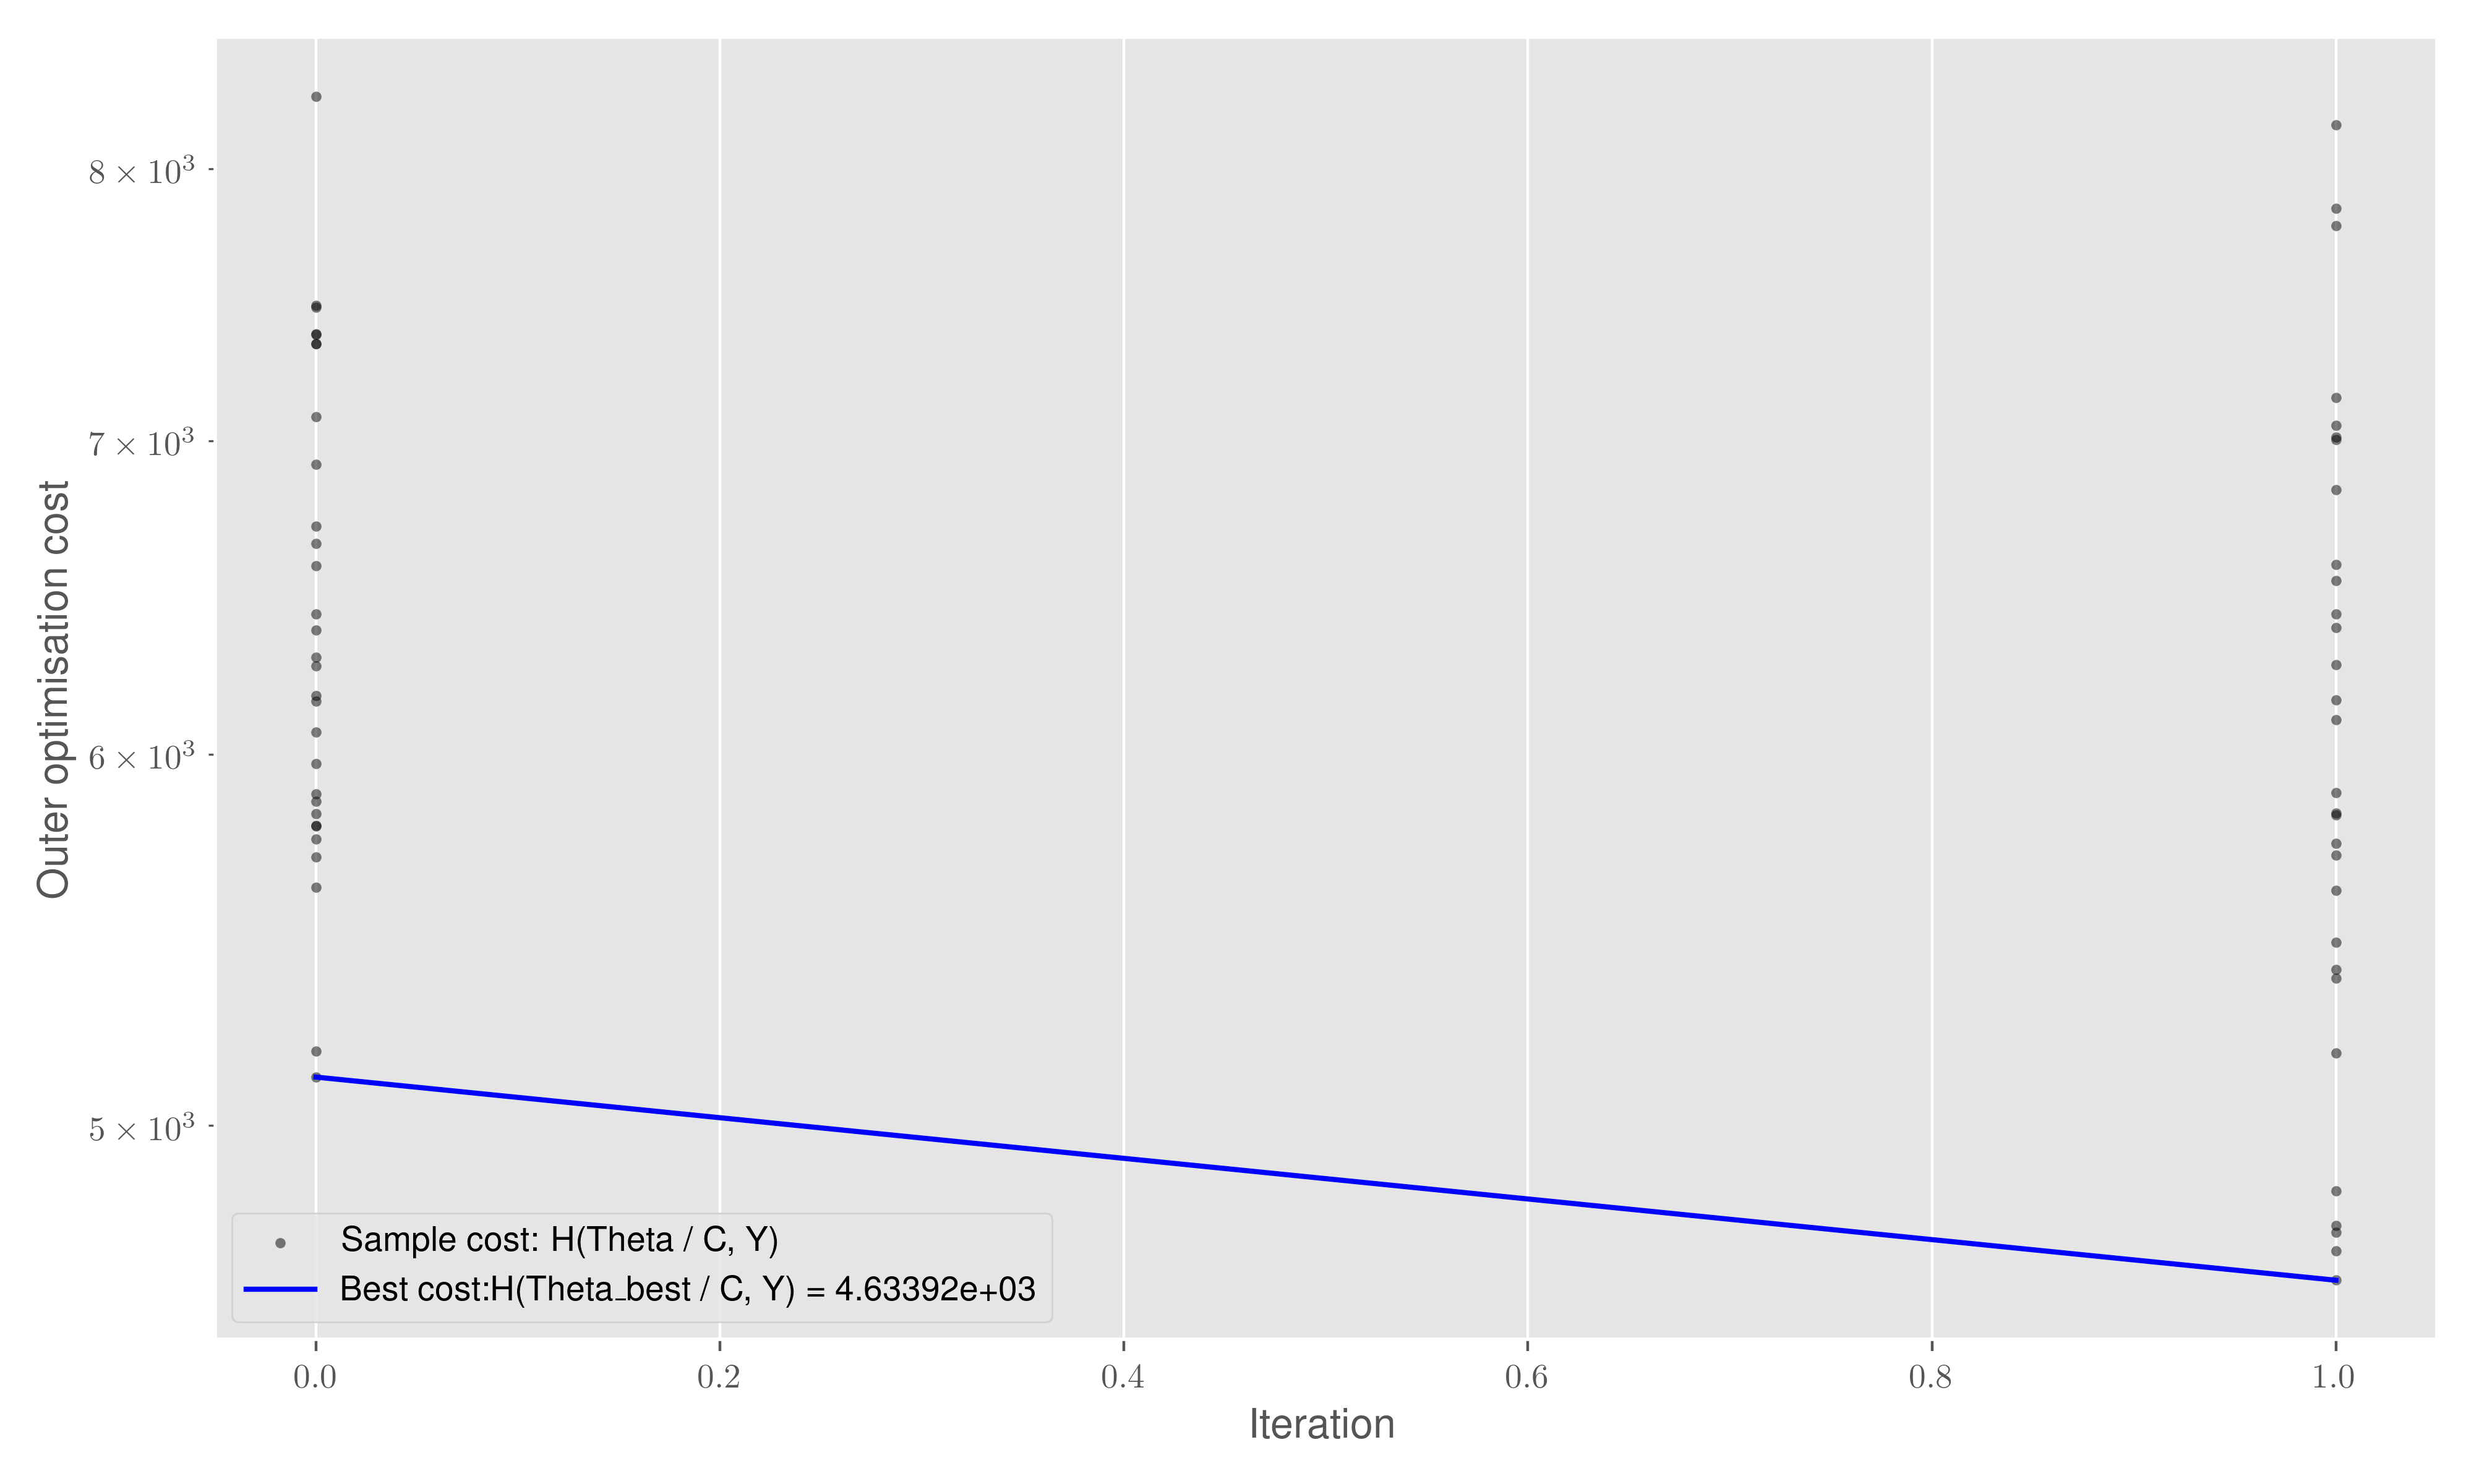 8 × 10³
7 × 10³
6 × 10³
5 × 10³
Outer optimisation cost
Sample cost: H(Theta / C, Y)
Best cost:H(Theta_best / C, Y) = 4.63392e+03
0.0 0.2 0.4 0.6 0.8 1.0
Iteration